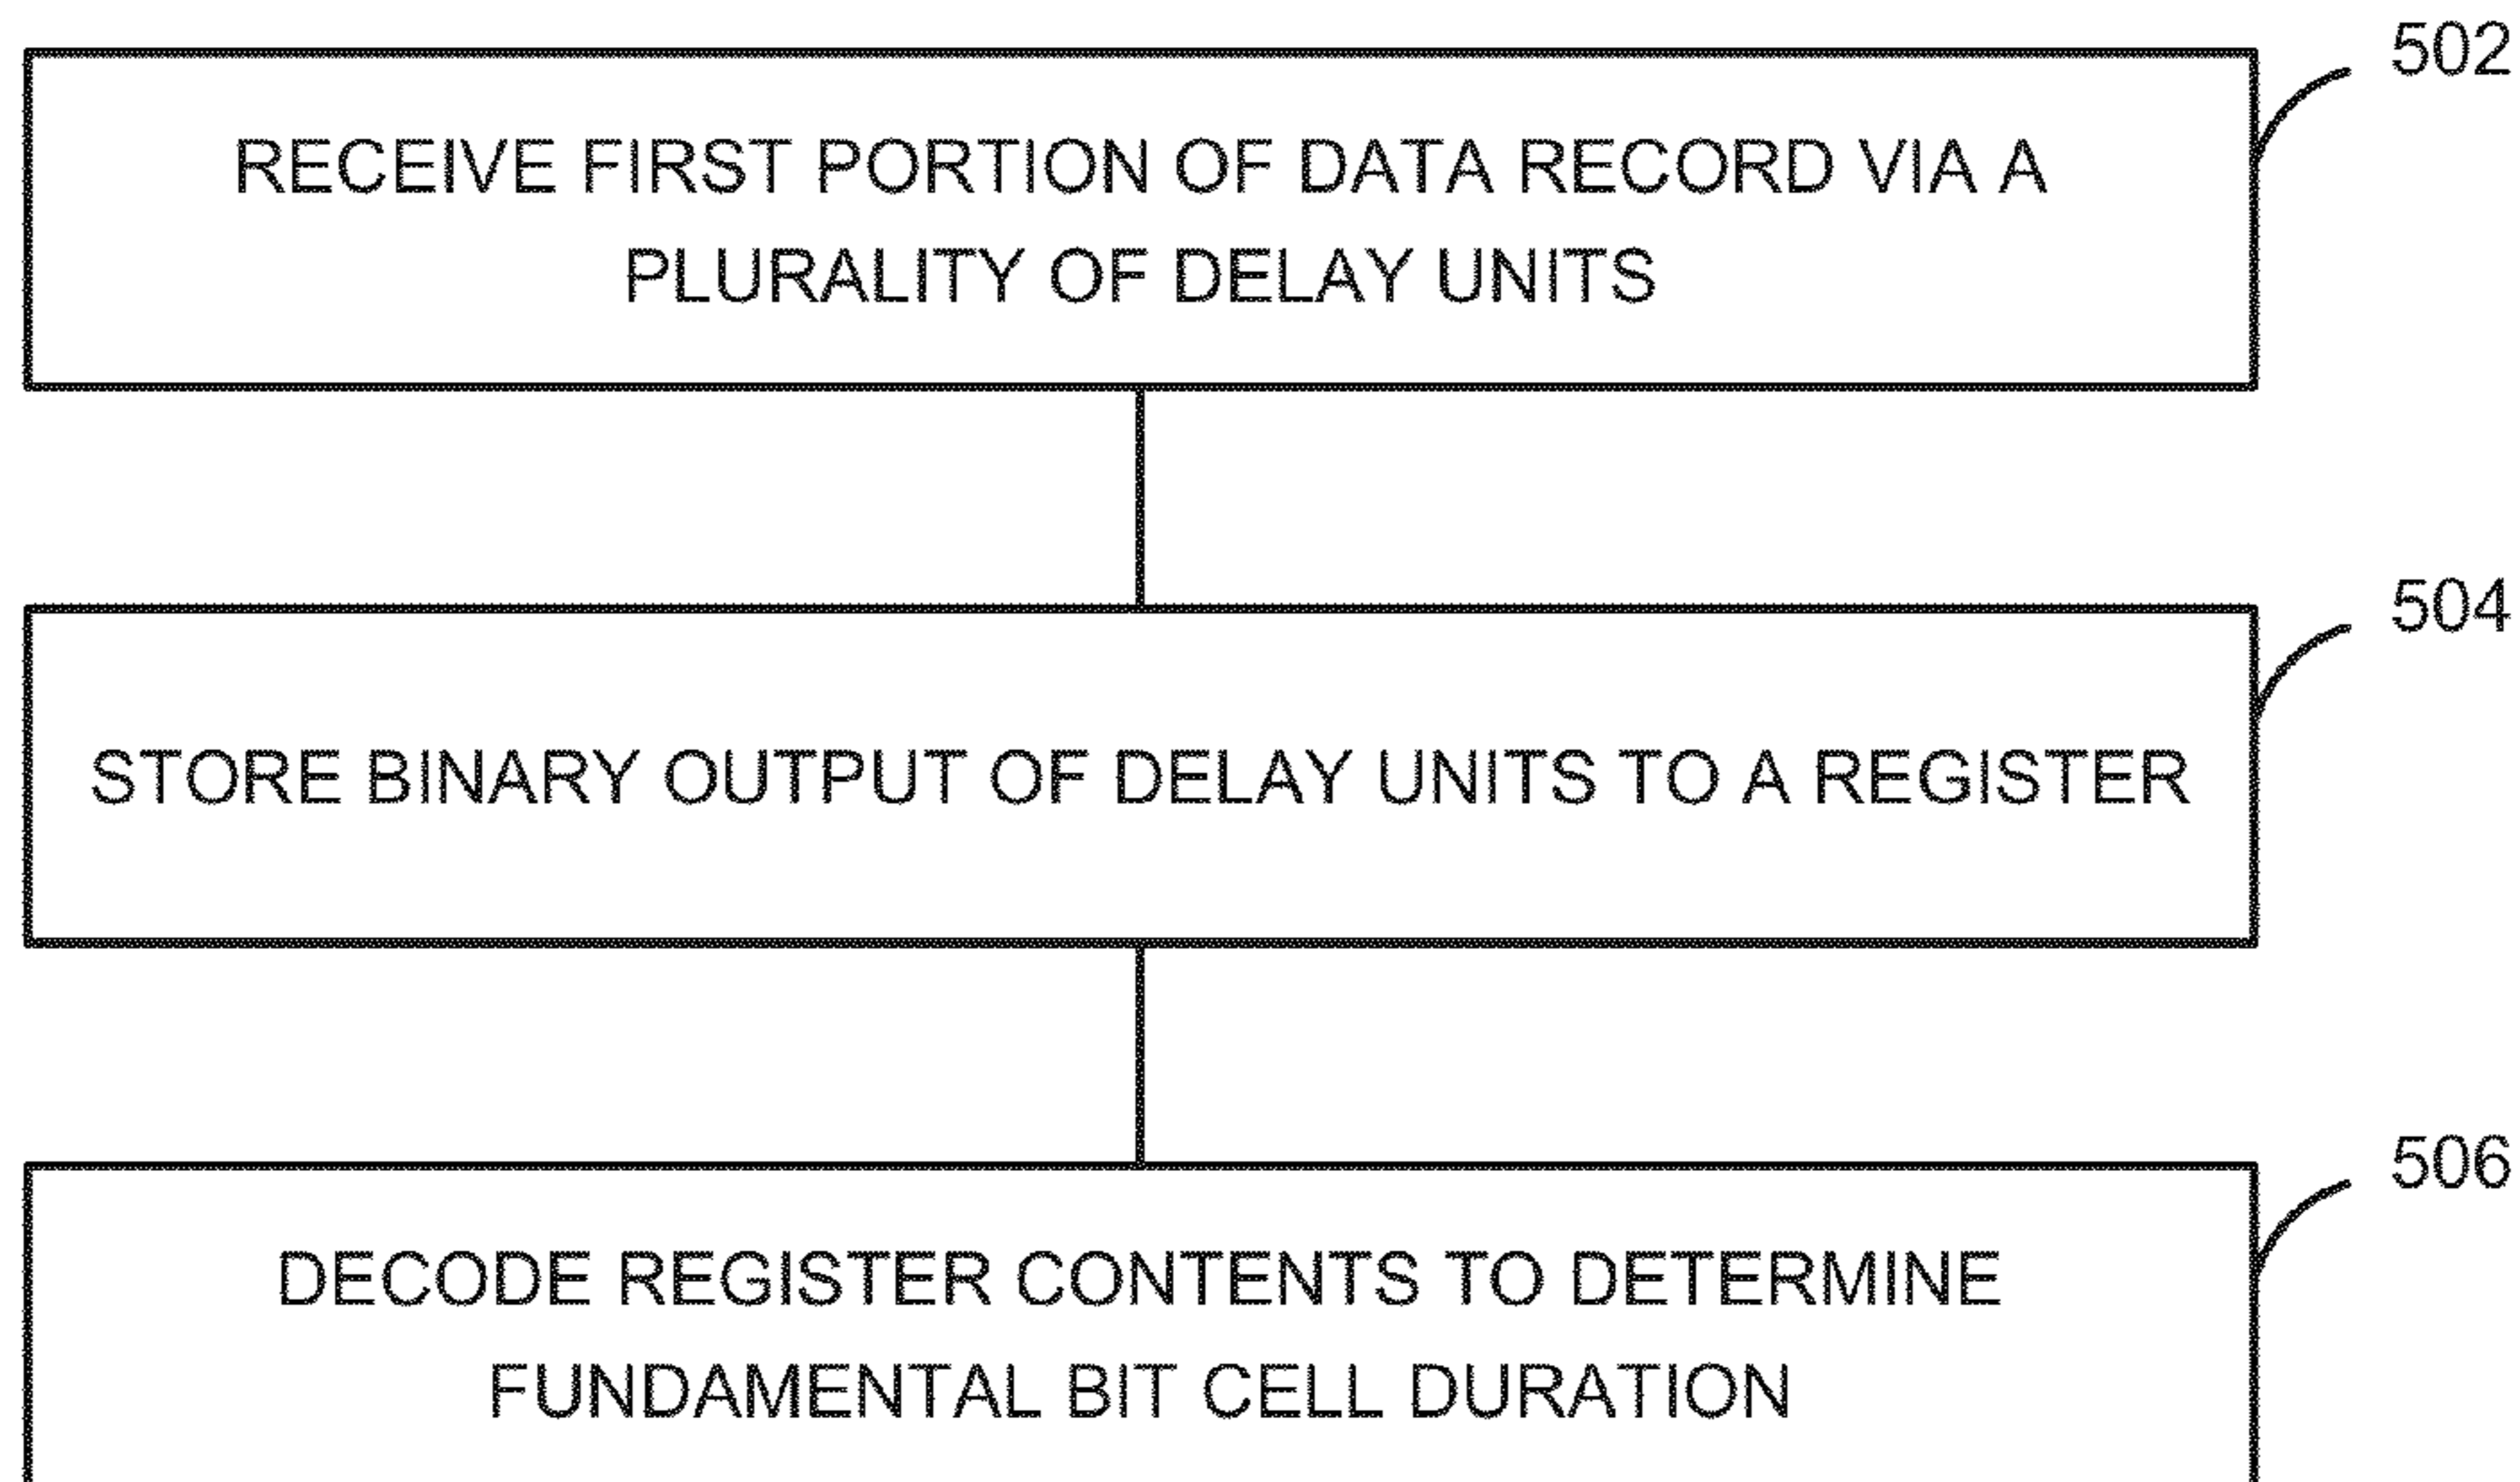 502
RECEIVE FIRST PORTION OF DATA RECORD VIA A
PLURALITY OF DELAY UNITS
504
STORE BINARY OUTPUT OF DELAY UNITS TO A REGISTER
506
DECODE REGISTER CONTENTS TO DETERMINE
FUNDAMENTAL BIT CELL DURATION